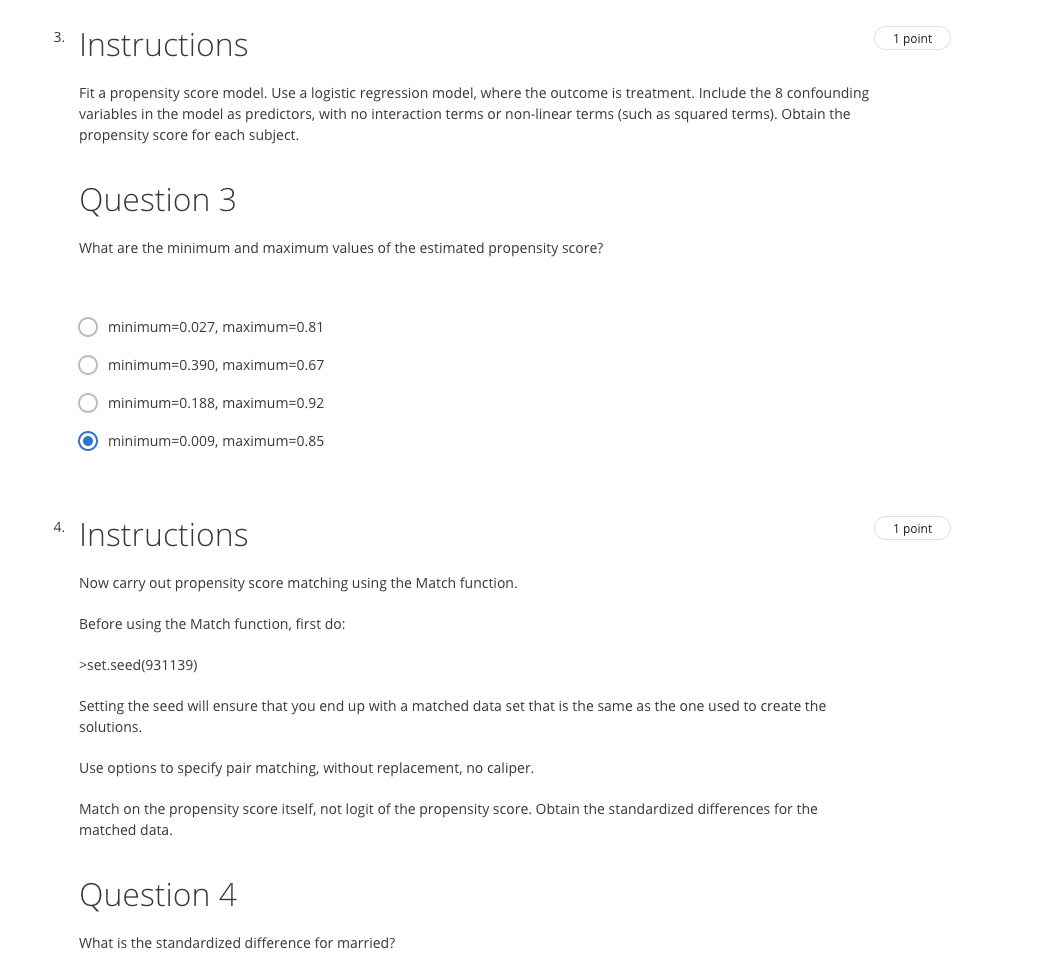 3.
Instructions
1 point
Fit a propensity score model. Use a logistic regression model, where the outcome is treatment. Include the 8 confounding
variables in the model as predictors, with no interaction terms or non-linear terms (such as squared terms). Obtain the
propensity score for each subject.
Question 3
What are the minimum and maximum values of the estimated propensity score?
minimum=0.027, maximum=0.81
minimum=0.390, maximum=0.67
minimum=0.188, maximum=0.92
minimum=0.009, maximum=0.85
4.
Instructions
1 point
Now carry out propensity score matching using the Match function.
Before using the Match function, first do:
>set.seed(931139)
Setting the seed will ensure that you end up with a matched data set that is the same as the one used to create the
solutions.
Use options to specify pair matching, without replacement, no caliper.
Match on the propensity score itself, not logit of the propensity score. Obtain the standardized differences for the
matched data.
Question 4
What is the standardized difference for married?